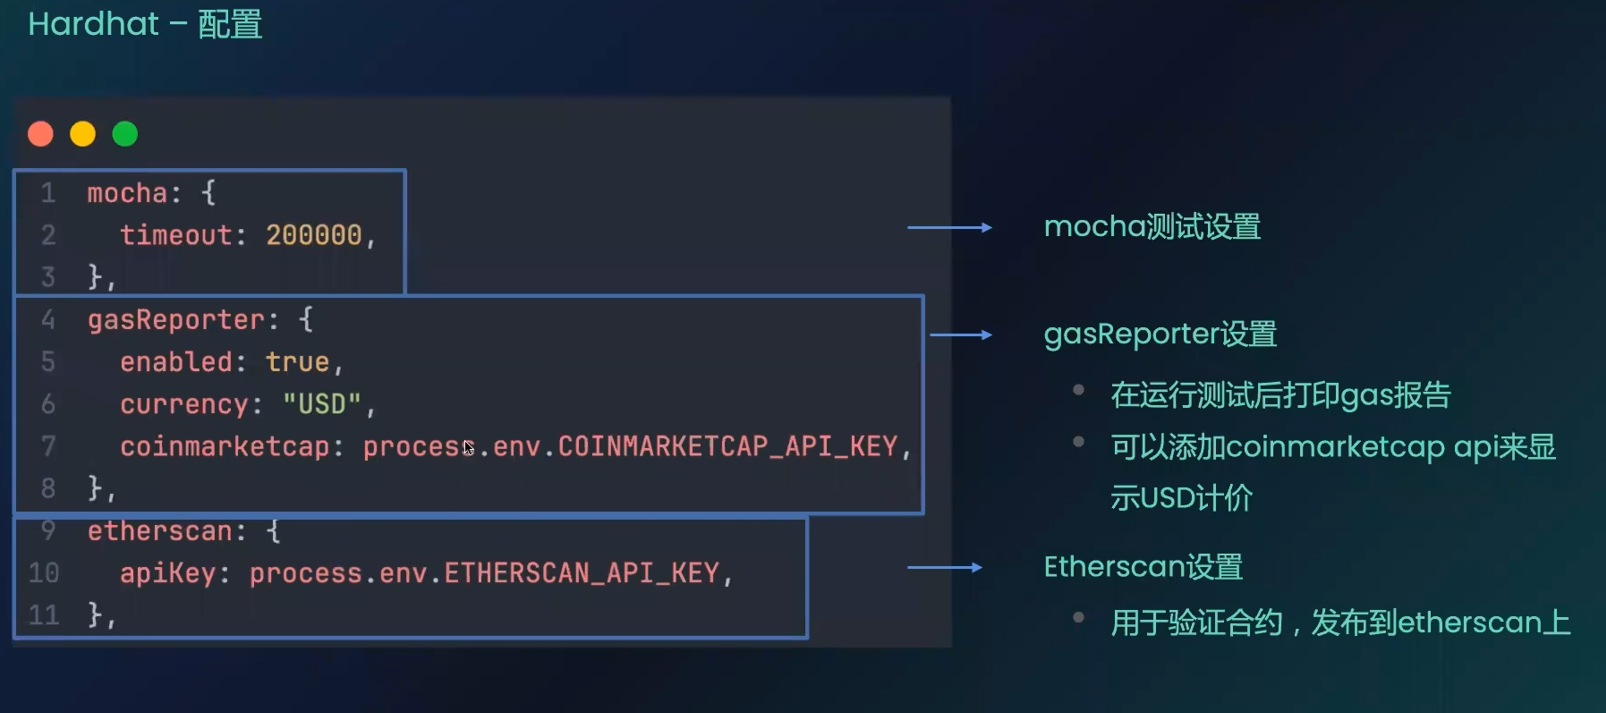 Hardhat – 配置
1 mocha: {
2 timeout: 200000,
3 },
4 gasReporter: {
5 enabled: true,
6 currency: "USD",
7 coinmarketcap: process.env.COINMARKETCAP_API_KEY,
8 },
9 etherscan: {
10 apiKey: process.env.ETHERSCAN_API_KEY,
11 },
mocha测试设置
gasReporter设置
在运行测试后打印gas报告
可以添加coinmarketcap api来显
示USD计价
Etherscan设置
用于验证合约，发布到etherscan上